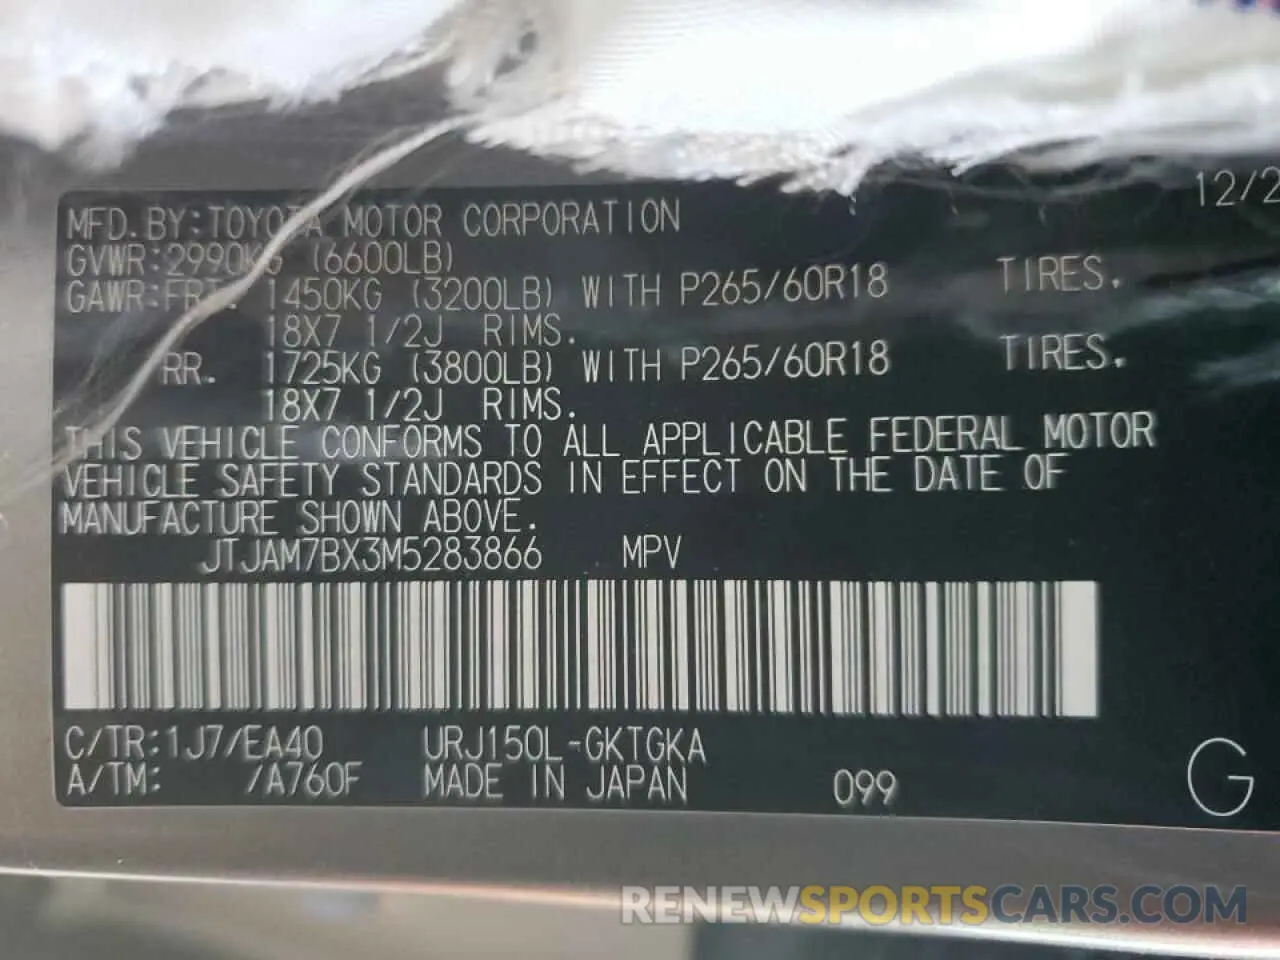 12/2
MFD.BY:TOYOTA MOTOR CORPORATION
GVWR:2990KG (6600LB)
GAWR:FRT. 1450KG (3200LB) WITH P265/60R18 TIRES.
18X7 1/2J RIMS.
RR. 1725KG (3800LB) WITH P265/60R18 TIRES.
18X7 1/2J RIMS.
THIS VEHICLE CONFORMS TO ALL APPLICABLE FEDERAL MOTOR
VEHICLE SAFETY STANDARDS IN EFFECT ON THE DATE OF
MANUFACTURE SHOWN ABOVE.
JTJAM7BX3M5283866 MPV
C/TR:1J7/EA40 URJ150L-GKTGKA
A/TM: /A760F MADE IN JAPAN 099
G
RENEWSPORTSCARS.COM